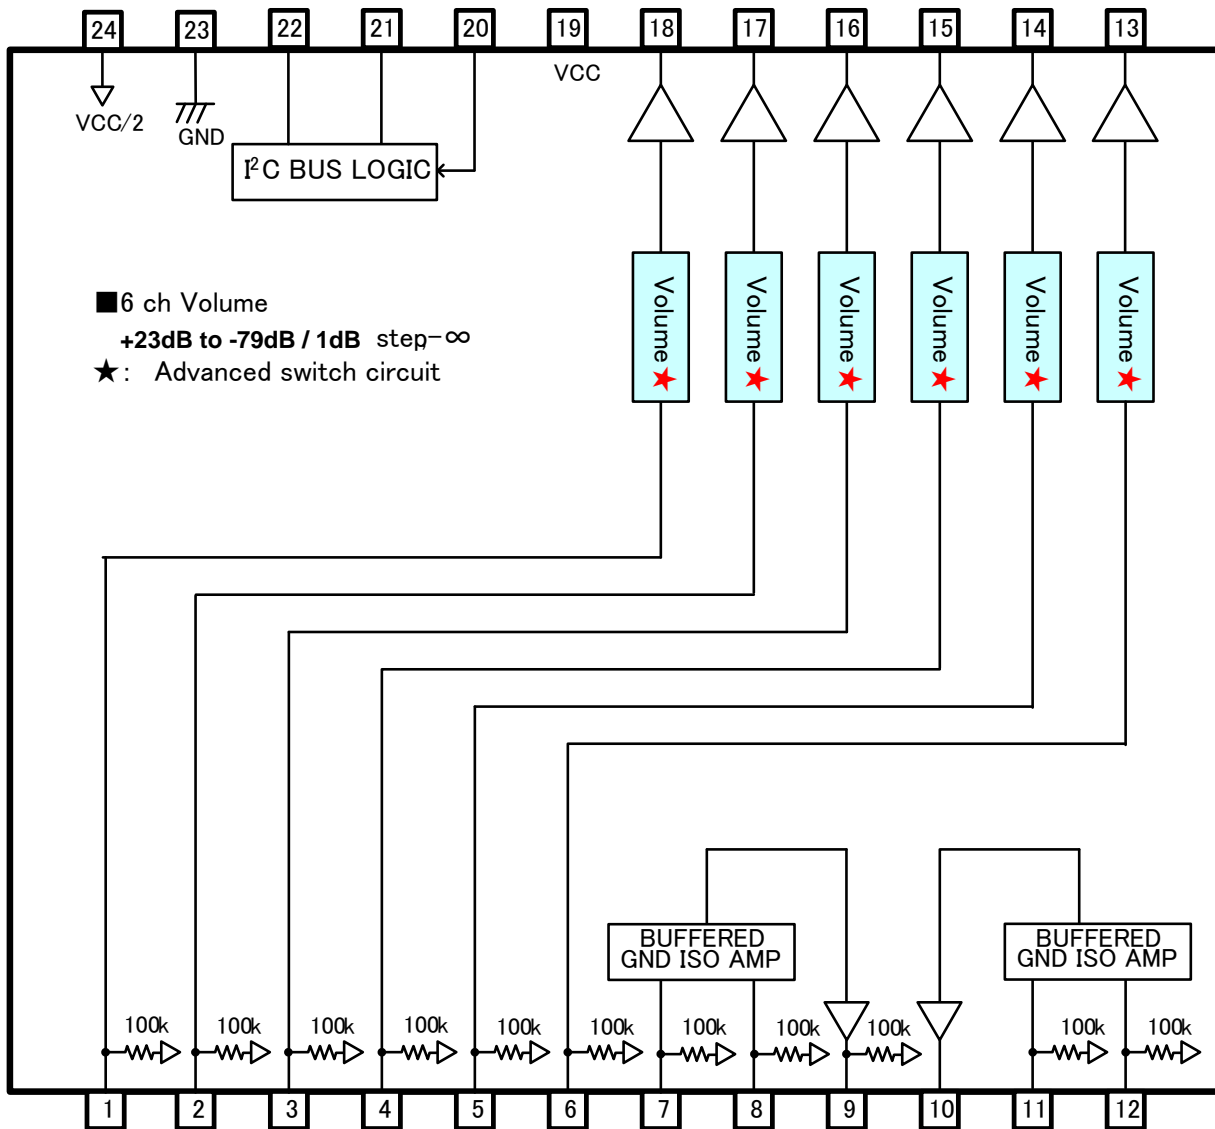 24 23 22 21 20 19 18 17 16 15 14 13
VCC
VCC/2
GND
I²C BUS LOGIC
■6 ch Volume
+23dB to -79dB / 1dB step-∞
★: Advanced switch circuit
Volume★ Volume★ Volume★ Volume★ Volume★ Volume★
BUFFERED
GND ISO AMP
BUFFERED
GND ISO AMP
100k 100k 100k 100k 100k 100k 100k 100k 100k 100k 100k
1 2 3 4 5 6 7 8 9 10 11 12